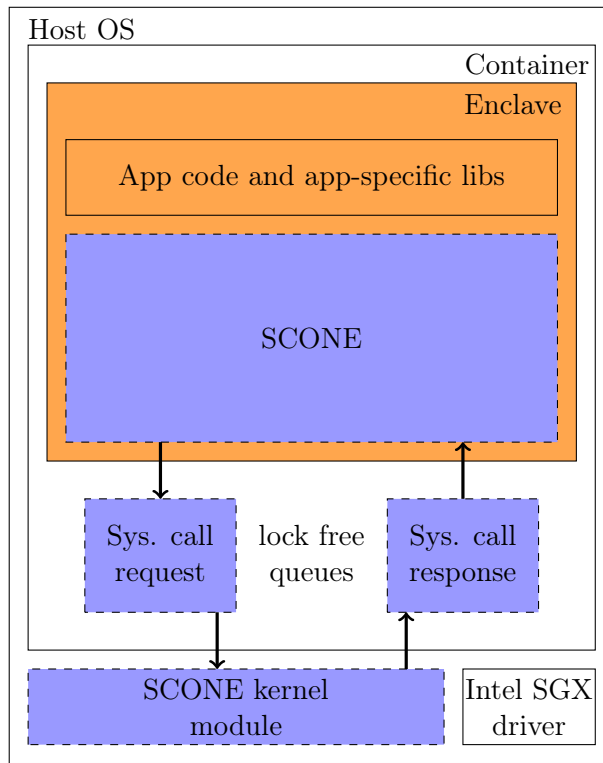 Host OS
Container
Enclave
App code and app-specific libs
SCONE
Sys. call
request
lock free
queues
Sys. call
response
SCONE kernel
module
Intel SGX
driver